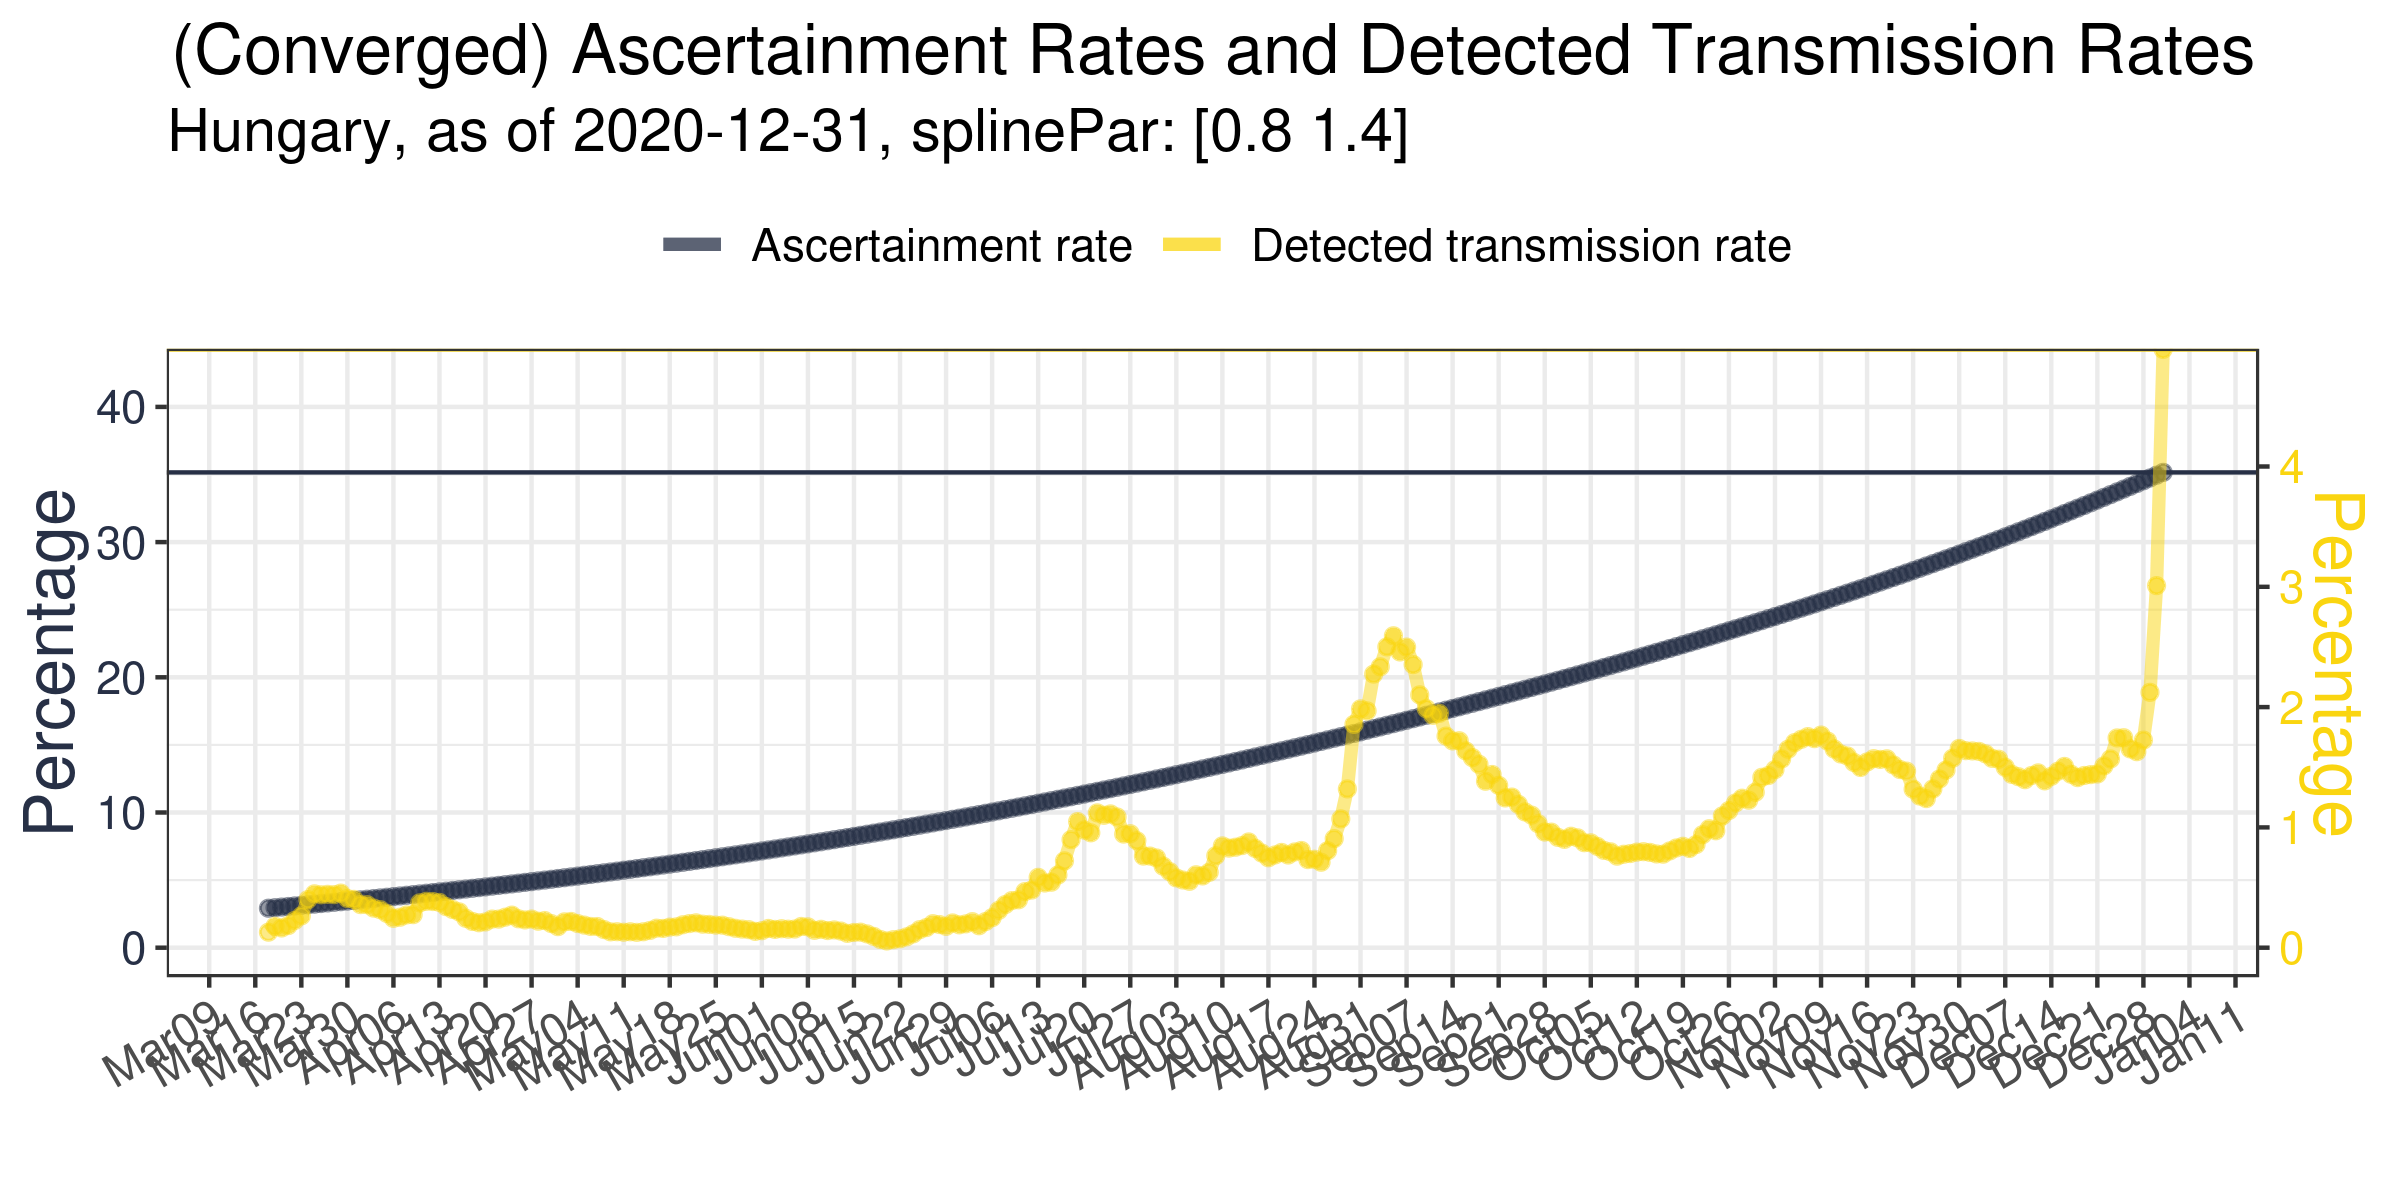 (Converged) Ascertainment Rates and Detected Transmission Rates
Hungary, as of 2020-12-31, splinePar: [0.8 1.4]
Ascertainment rate
Detected transmission rate
Percentage
40
30
20
10
0
4
3
2
1
0
Percentage
Mar09
Mar16
Mar23
Mar30
Apr06
Apr13
Apr20
Apr27
May04
May11
May18
May25
Jun01
Jun08
Jun15
Jun22
Jun29
Jul06
Jul13
Jul20
Jul27
Aug03
Aug10
Aug17
Aug24
Aug31
Sep07
Sep14
Sep21
Sep28
Oct05
Oct12
Oct19
Oct26
Nov02
Nov09
Nov16
Nov23
Nov30
Dec07
Dec14
Dec21
Dec28
Jan04
Jan11